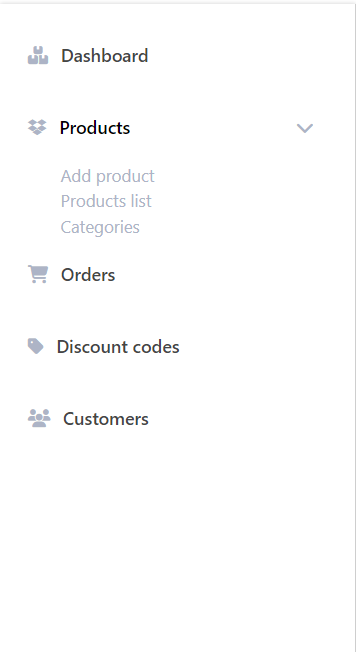 Dashboard
Products
Add product
Products list
Categories
Orders
Discount codes
Customers